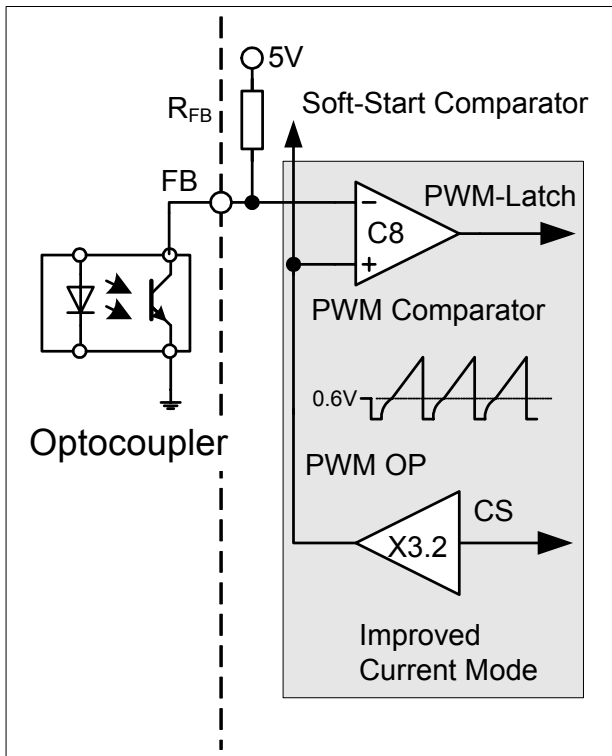 5V
Soft-Start Comparator
RFB
FB
PWM-Latch
−
C8
+
PWM Comparator
0.6V
Optocoupler
PWM OP
CS
X3.2
Improved
Current Mode